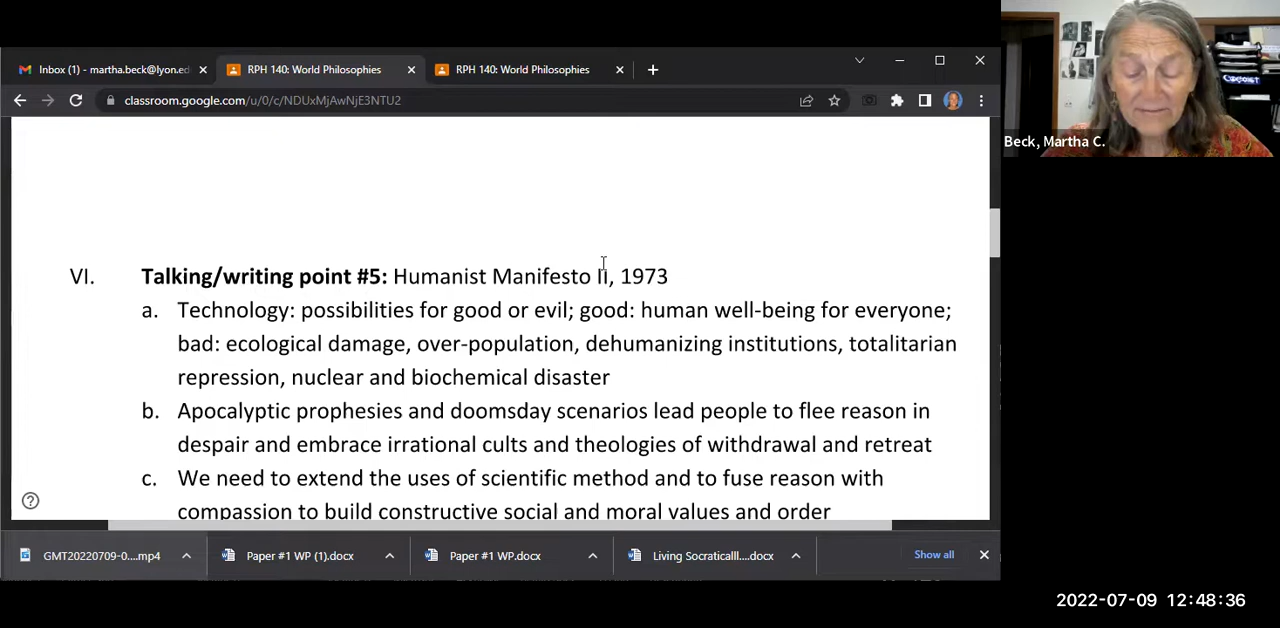 Inbox (1) - martha.beck@lyon.ed
RPH 140: World Philosophies
RPH 140: World Philosophies
classroom.google.com/u/0/c/NDUxMjAwNjE3NTU2
Beck, Martha C.
VI. Talking/writing point #5: Humanist Manifesto II, 1973
a. Technology: possibilities for good or evil; good: human well-being for everyone;
bad: ecological damage, over-population, dehumanizing institutions, totalitarian
repression, nuclear and biochemical disaster
b. Apocalyptic prophesies and doomsday scenarios lead people to flee reason in
despair and embrace irrational cults and theologies of withdrawal and retreat
c. We need to extend the uses of scientific method and to fuse reason with
compassion to build constructive social and moral values and order
GMT20220709-0....mp4
Paper #1 WP (1).docx
Paper #1 WP.docx
Living Socraticalll....docx
Show all
2022-07-09 12:48:36